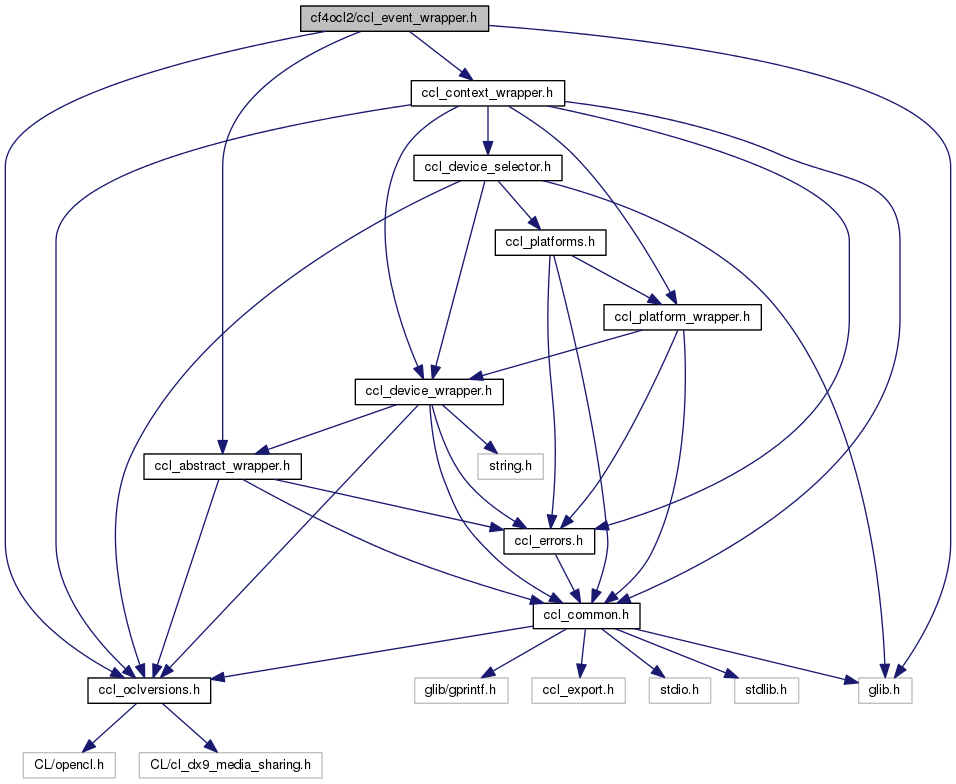 cf4ocl2/ccl_event_wrapper.h
ccl_context_wrapper.h
ccl_device_selector.h
ccl_platforms.h
ccl_platform_wrapper.h
ccl_device_wrapper.h
ccl_abstract_wrapper.h
string.h
ccl_errors.h
ccl_common.h
ccl_oclversions.h
glib/gprintf.h
ccl_export.h
stdio.h
stdlib.h
glib.h
CL/opencl.h
CL/cl_dx9_media_sharing.h